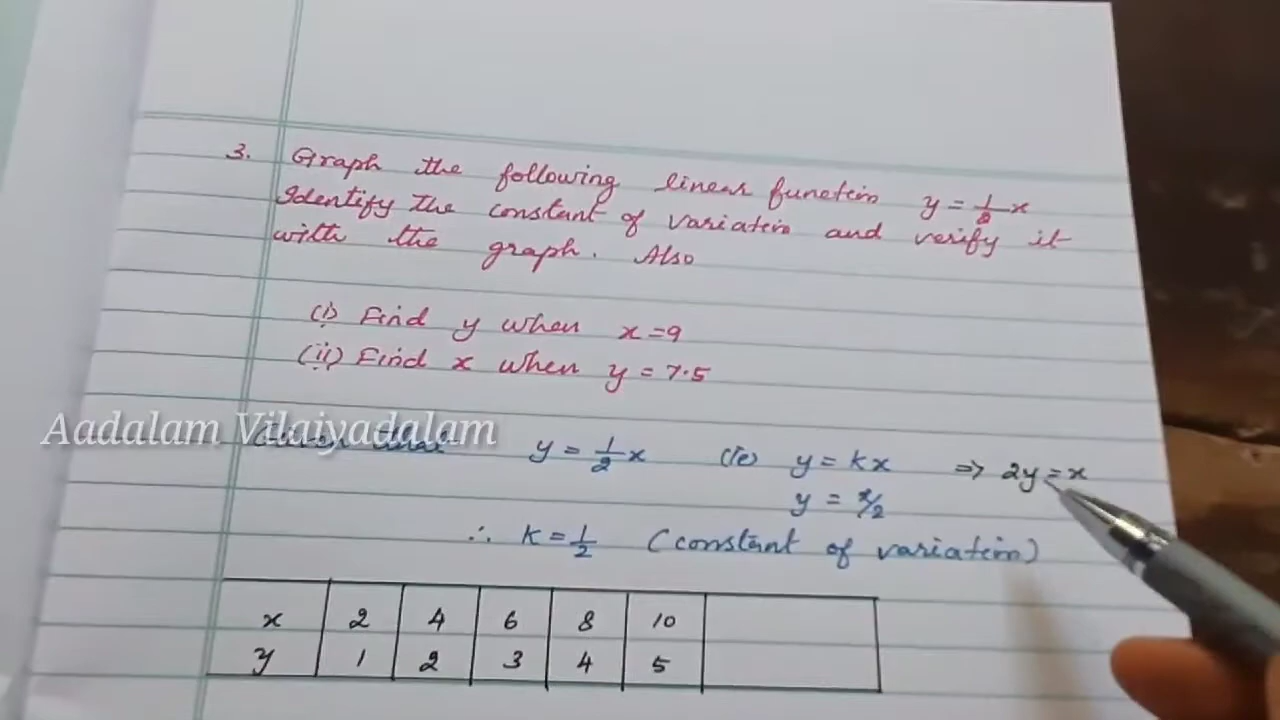 3. Graph the following linear function y = 1/2 x
Identify the constant of variation and verify it
with the graph. Also
(i) Find y when x = 9
(ii) Find x when y = 7.5
Aadalam Vilaiyadalam
Given that y = 1/2 x (ie) y = kx ⇒ 2y = x
y = x/2
∴ K = 1/2 (constant of variation)
x 2 4 6 8 10
y 1 2 3 4 5